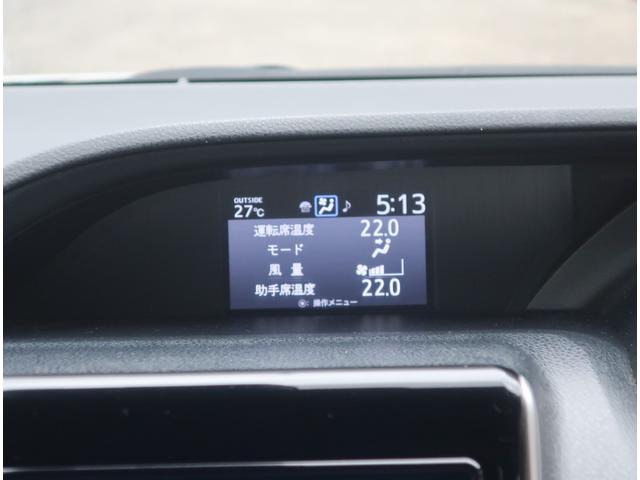 OUTSIDE
27℃
5:13
運転席温度 22.0
モード
風量
助手席温度 22.0
: 操作メニュー